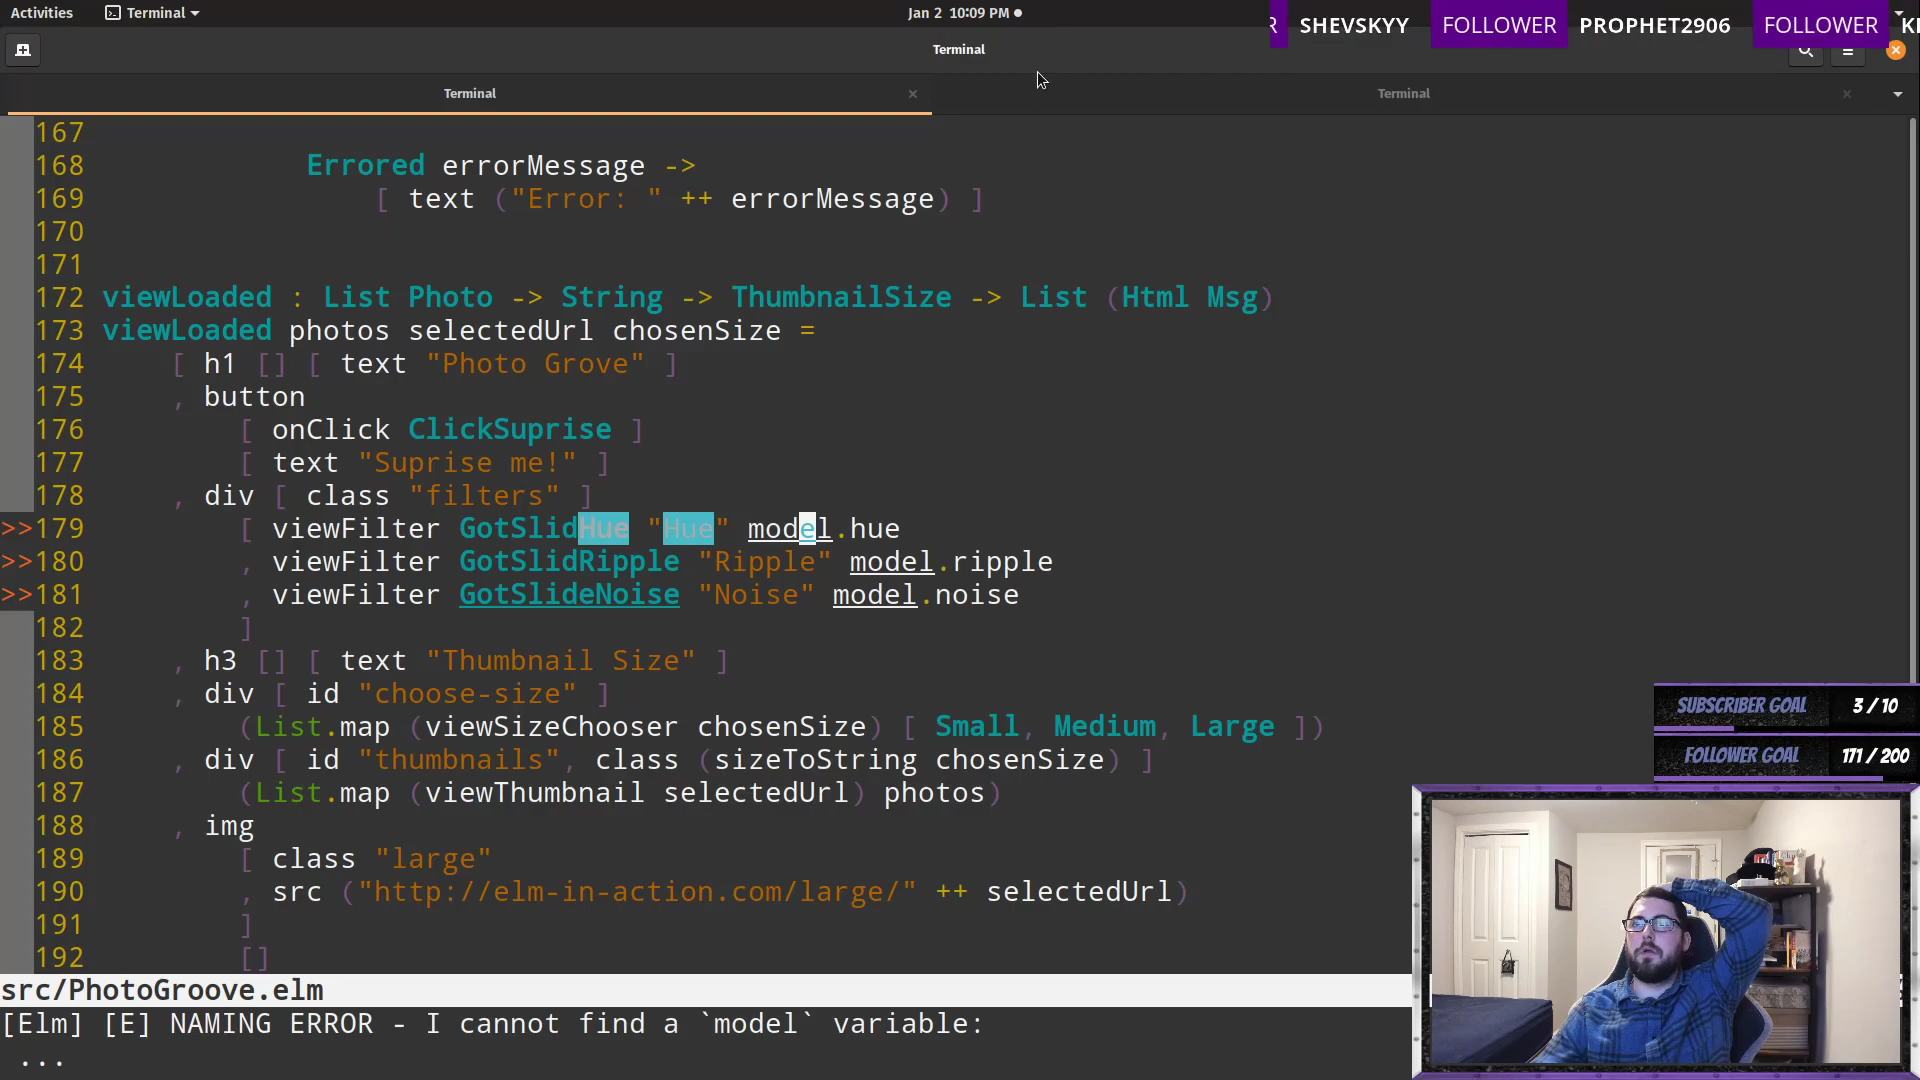 Activities Terminal Jan 2 10:09 PM
R SHEVSKYY FOLLOWER PROPHET2906 FOLLOWER
Terminal
Terminal × Terminal ×
167
168 Errored errorMessage ->
169 [ text ("Error: " ++ errorMessage) ]
170
171
172 viewLoaded : List Photo -> String -> ThumbnailSize -> List (Html Msg)
173 viewLoaded photos selectedUrl chosenSize =
174 [ h1 [] [ text "Photo Grove" ]
175 , button
176 [ onClick ClickSuprise ]
177 [ text "Suprise me!" ]
178 , div [ class "filters" ]
>>179 [ viewFilter GotSlidHue "Hue" model.hue
>>180 , viewFilter GotSlidRipple "Ripple" model.ripple
>>181 , viewFilter GotSlideNoise "Noise" model.noise
182 ]
183 , h3 [] [ text "Thumbnail Size" ]
184 , div [ id "choose-size" ]
185 (List.map (viewSizeChooser chosenSize) [ Small, Medium, Large ])
186 , div [ id "thumbnails", class (sizeToString chosenSize) ]
187 (List.map (viewThumbnail selectedUrl) photos)
188 , img
189 [ class "large"
190 , src ("http://elm-in-action.com/large/" ++ selectedUrl)
191 ]
192 []
SUBSCRIBER GOAL 3 / 10
FOLLOWER GOAL 171 / 200
src/PhotoGroove.elm
[Elm] [E] NAMING ERROR - I cannot find a `model` variable:
...